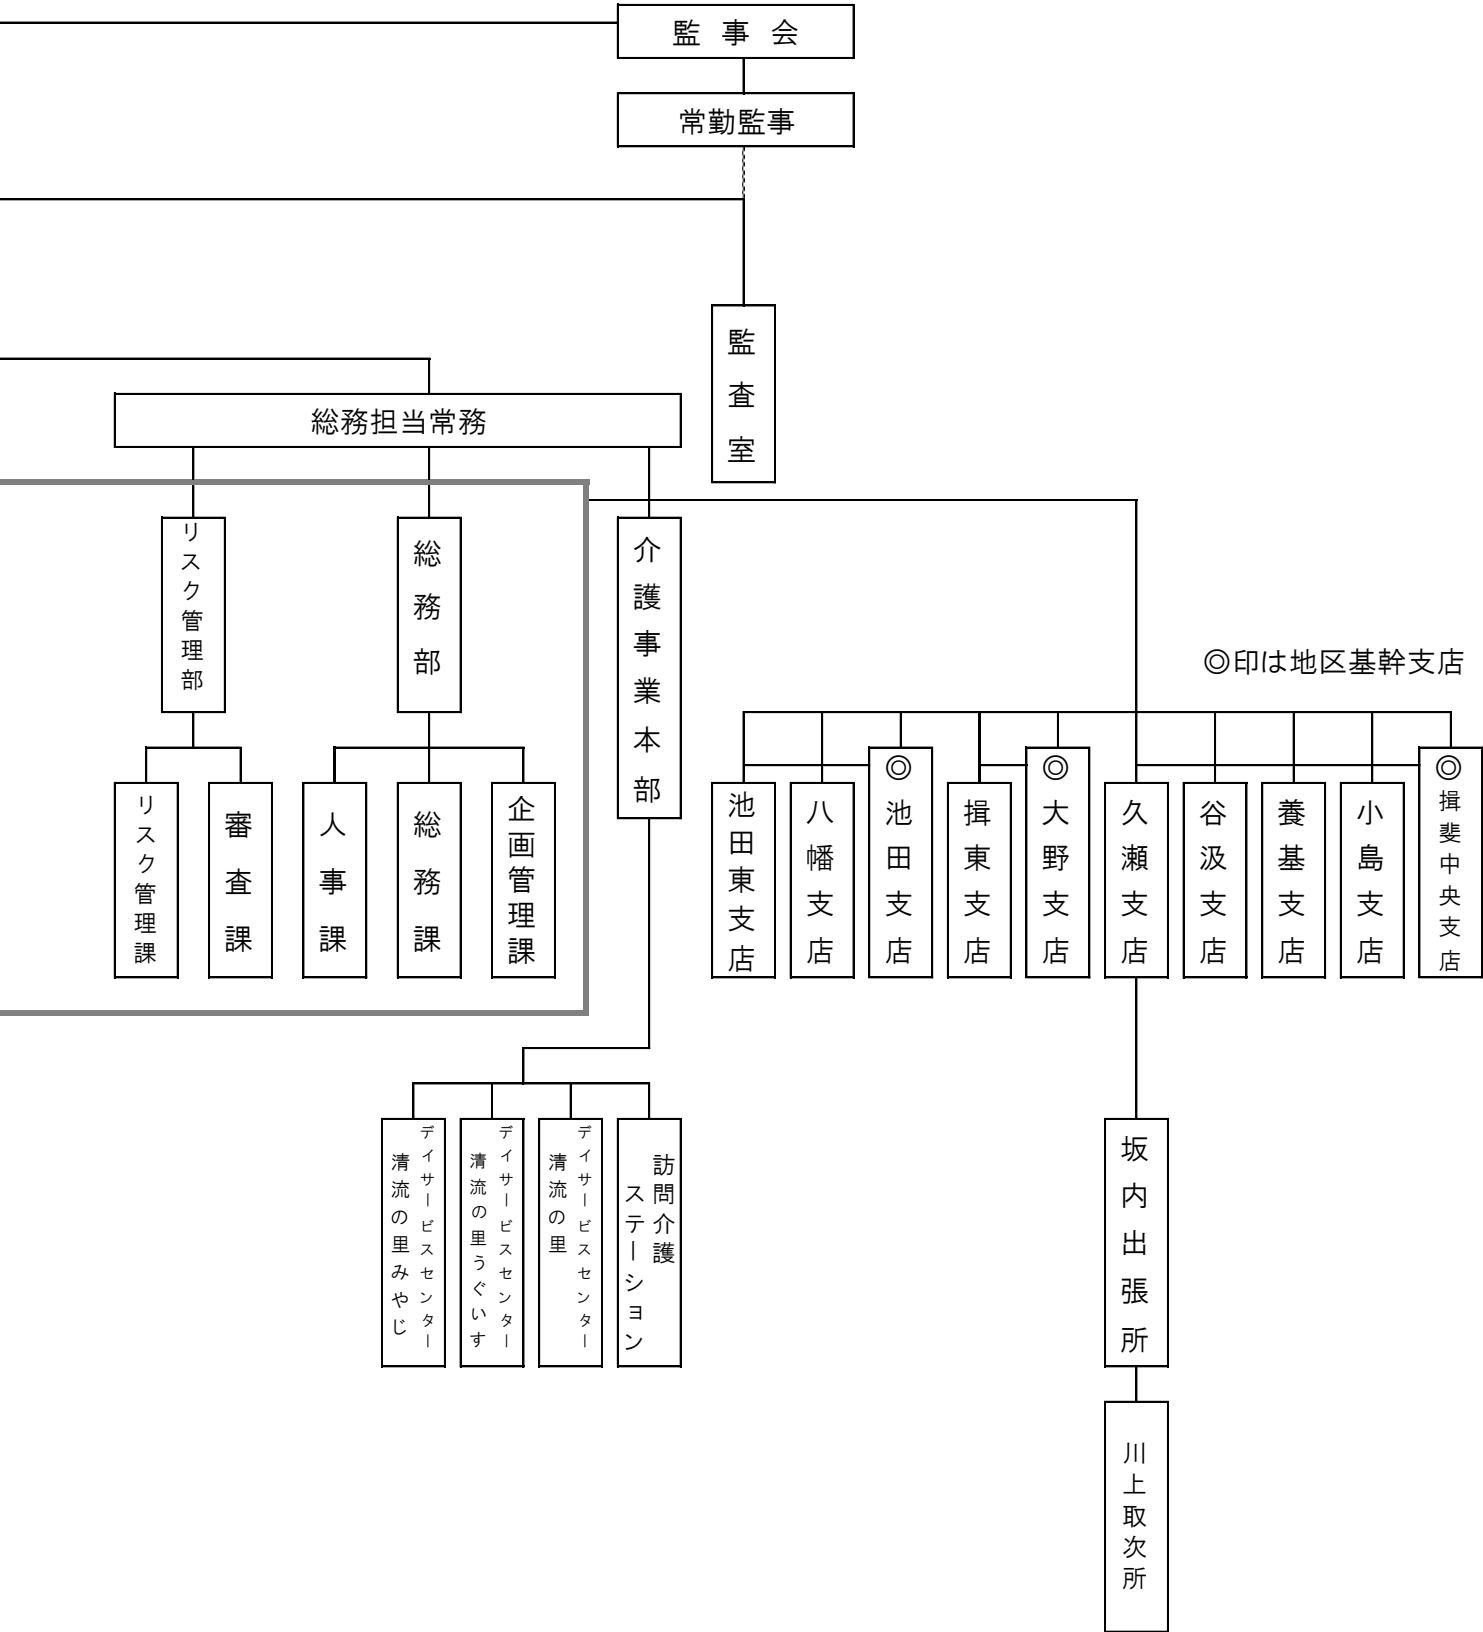 監事会
常勤監事
監査室
総務担当常務
リスク管理部
総務部
介護事業本部
◎印は地区基幹支店
リスク管理課
審査課
人事課
総務課
企画管理課
池田東支店
八幡支店
◎池田支店
揖東支店
◎大野支店
久瀬支店
谷汲支店
養基支店
小島支店
◎揖斐中央支店
デイサービスセンター
清流の里みやじ
デイサービスセンター
清流の里うぐいす
デイサービスセンター
清流の里
訪問介護
ステーション
坂内出張所
川上取次所